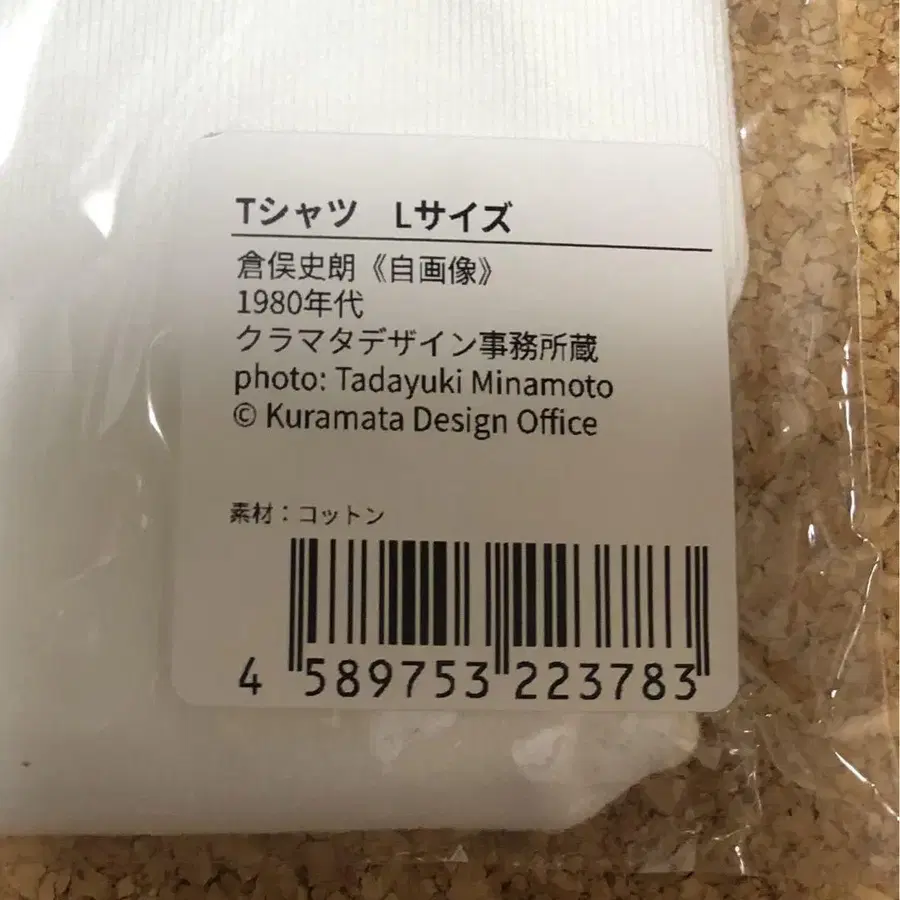 Tシャツ　Lサイズ
倉俣史朗《自画像》
1980年代
クラマタデザイン事務所蔵
photo: Tadayuki Minamoto
© Kuramata Design Office
素材：コットン
4 589753 223783